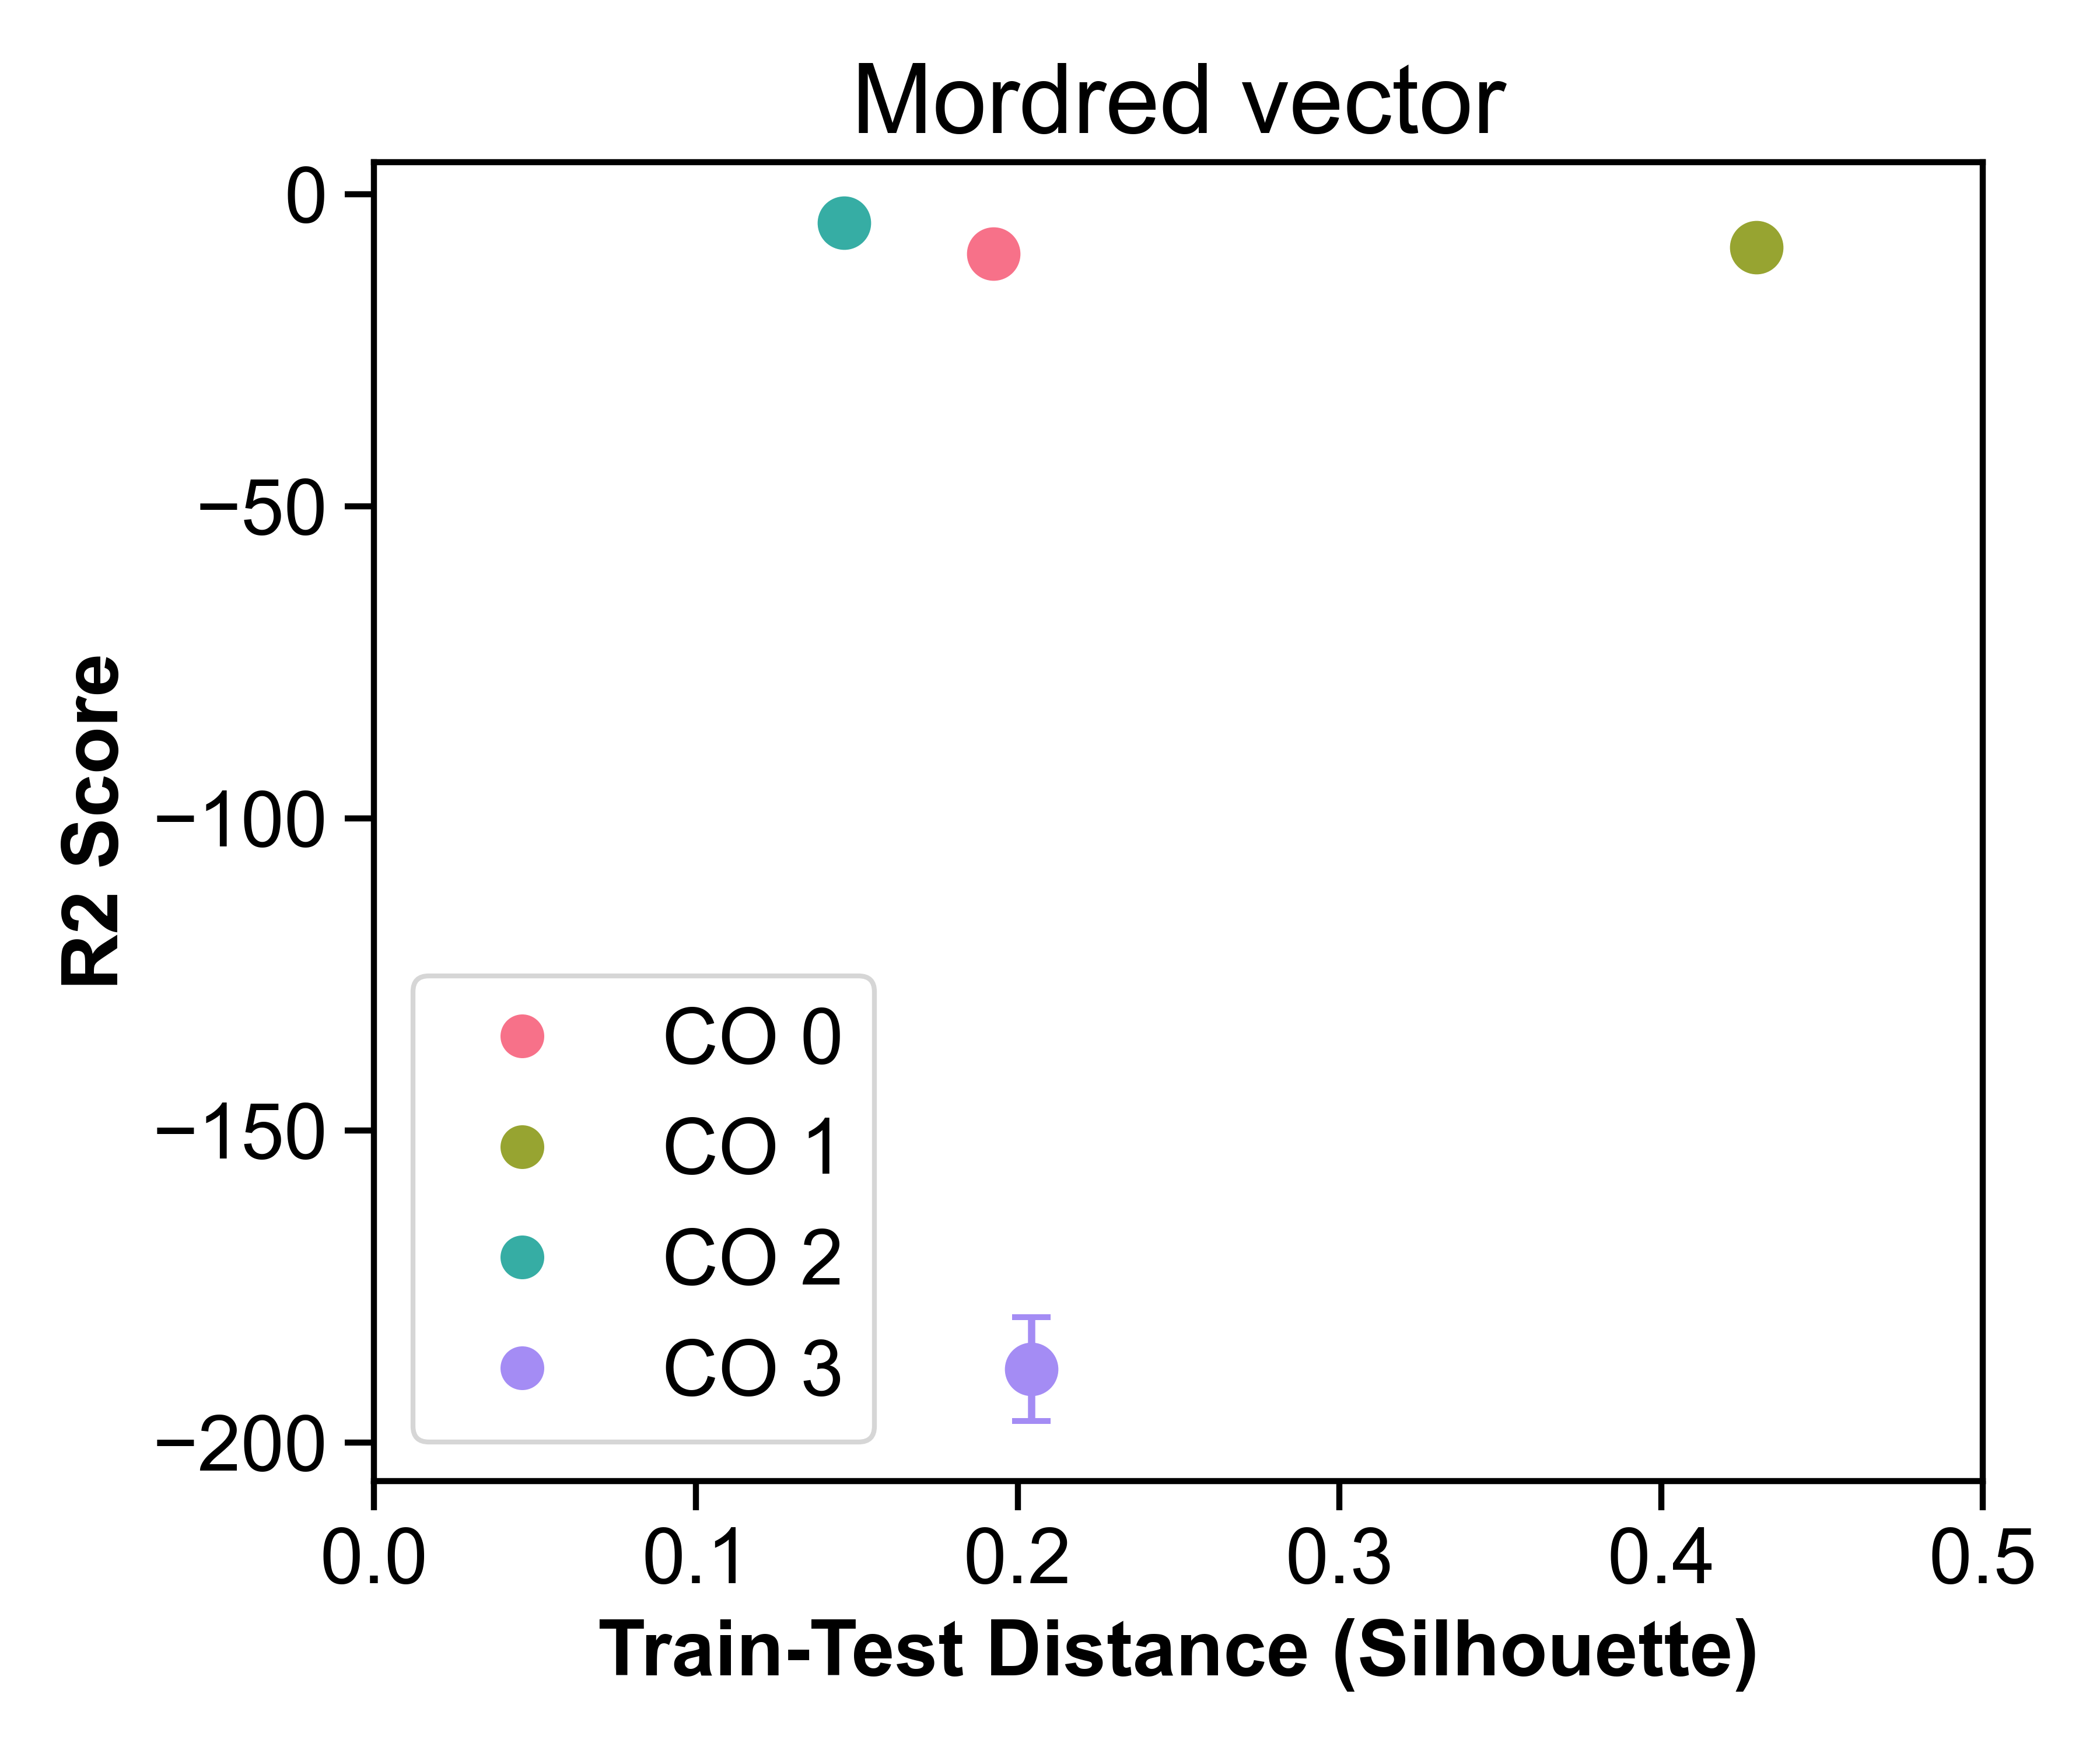 Mordred vector
0
−50
−100
−150
−200
R2 Score
CO 0
CO 1
CO 2
CO 3
0.0 0.1 0.2 0.3 0.4 0.5
Train-Test Distance (Silhouette)